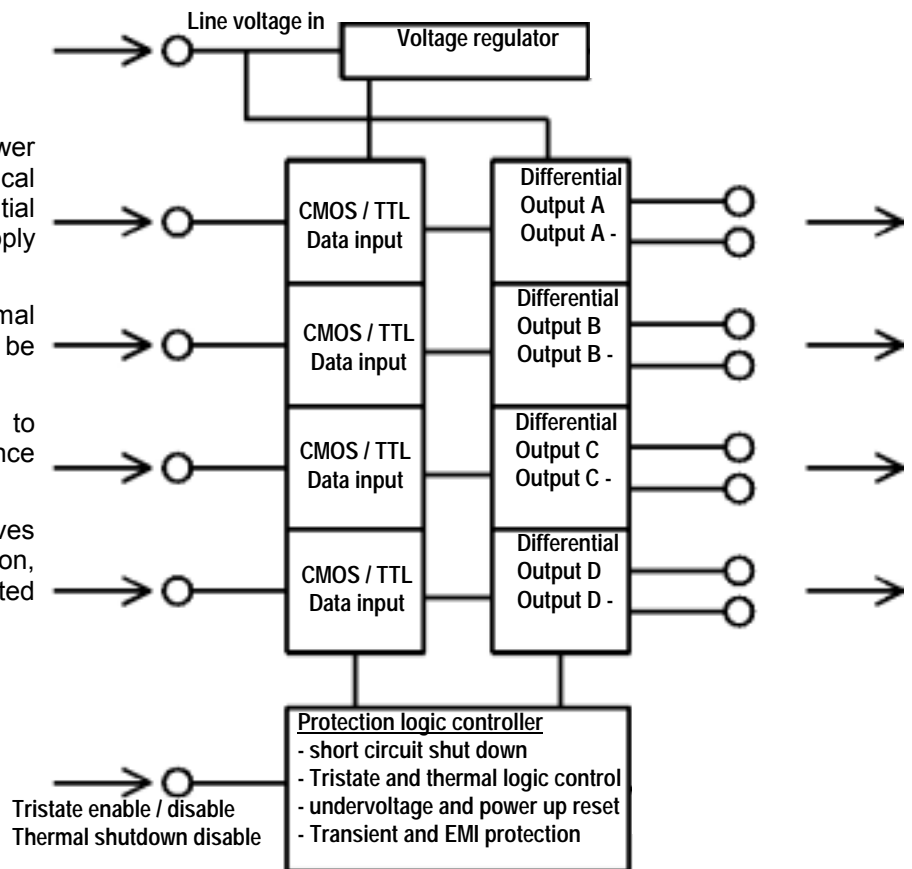 Line voltage in
Voltage regulator
wer
ical
tial
pply
mal
be
to
nce
ves
on,
ted
CMOS / TTL
Data input
Differential
Output A
Output A -
CMOS / TTL
Data input
Differential
Output B
Output B -
CMOS / TTL
Data input
Differential
Output C
Output C -
CMOS / TTL
Data input
Differential
Output D
Output D -
Protection logic controller
- short circuit shut down
- Tristate and thermal logic control
- undervoltage and power up reset
- Transient and EMI protection
Tristate enable / disable
Thermal shutdown disable